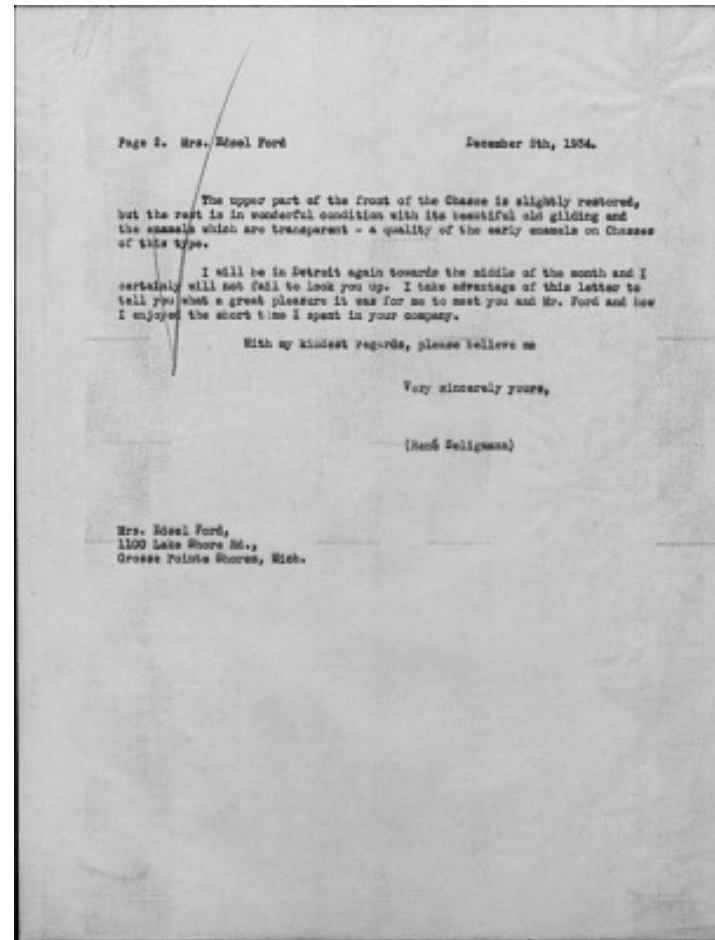 Page 2. Mrs. Edsel Ford December 5th, 1934.
The upper part of the front of the Chasse is slightly restored,
but the rest is in wonderful condition with its beautiful old gilding and
the enamels which are transparent - a quality of the early enamels on Chasses
of this type.
I will be in Detroit again towards the middle of the month and I
certainly will not fail to look you up. I take advantage of this letter to
tell you what a great pleasure it was for me to meet you and Mr. Ford and how
I enjoyed the short time I spent in your company.
With my kindest regards, please believe me
Very sincerely yours,
(René Seligmann)
Mrs. Edsel Ford,
1100 Lake Shore Rd.,
Grosse Pointe Shores, Mich.